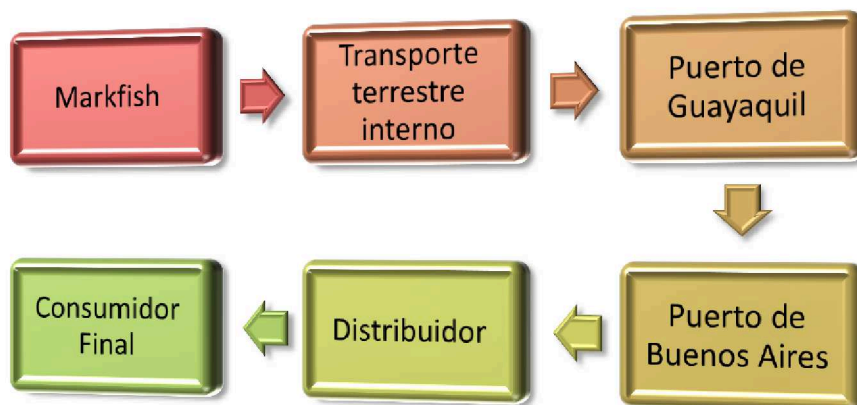 Markfish
Transporte
terrestre
interno
Puerto de
Guayaquil
Puerto de
Buenos Aires
Distribuidor
Consumidor
Final